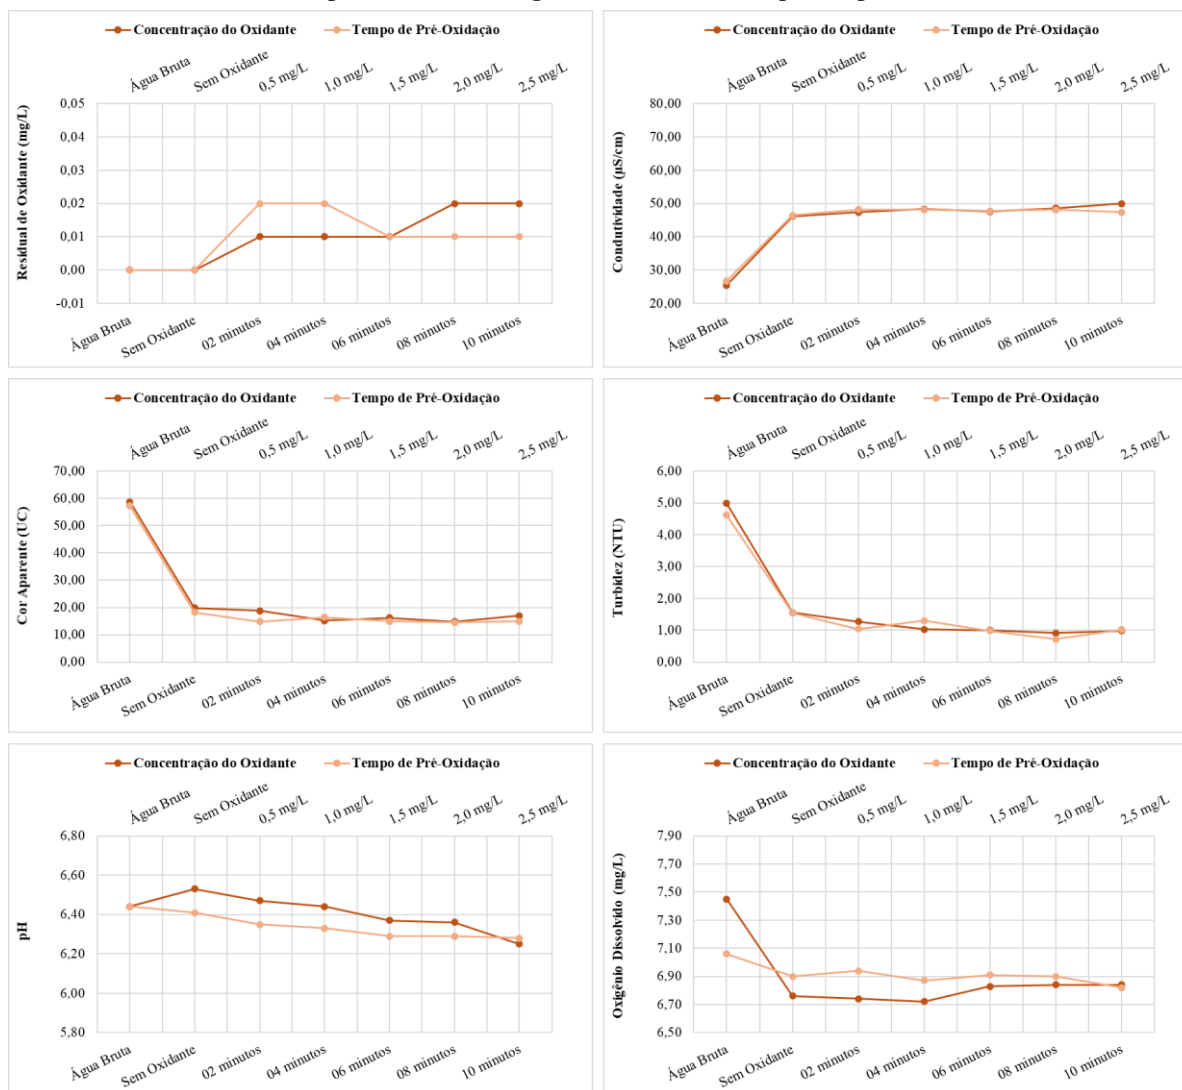 Concentração do Oxidante Tempo de Pré-Oxidação
Água Bruta Sem Oxidante 0,5 mg/L 1,0 mg/L 1,5 mg/L 2,0 mg/L 2,5 mg/L
Residual de Oxidante (mg/L)
0,05
0,04
0,03
0,02
0,01
0,00
-0,01
Água Bruta Sem Oxidante 02 minutos 04 minutos 06 minutos 08 minutos 10 minutos
Concentração do Oxidante Tempo de Pré-Oxidação
Água Bruta Sem Oxidante 0,5 mg/L 1,0 mg/L 1,5 mg/L 2,0 mg/L 2,5 mg/L
Condutividade (µS/cm)
80,00
70,00
60,00
50,00
40,00
30,00
20,00
Água Bruta Sem Oxidante 02 minutos 04 minutos 06 minutos 08 minutos 10 minutos
Concentração do Oxidante Tempo de Pré-Oxidação
Água Bruta Sem Oxidante 0,5 mg/L 1,0 mg/L 1,5 mg/L 2,0 mg/L 2,5 mg/L
Cor Aparente (UC)
70,00
60,00
50,00
40,00
30,00
20,00
10,00
0,00
Água Bruta Sem Oxidante 02 minutos 04 minutos 06 minutos 08 minutos 10 minutos
Concentração do Oxidante Tempo de Pré-Oxidação
Água Bruta Sem Oxidante 0,5 mg/L 1,0 mg/L 1,5 mg/L 2,0 mg/L 2,5 mg/L
Turbidez (NTU)
6,00
5,00
4,00
3,00
2,00
1,00
0,00
Água Bruta Sem Oxidante 02 minutos 04 minutos 06 minutos 08 minutos 10 minutos
Concentração do Oxidante Tempo de Pré-Oxidação
Água Bruta Sem Oxidante 0,5 mg/L 1,0 mg/L 1,5 mg/L 2,0 mg/L 2,5 mg/L
pH
6,80
6,60
6,40
6,20
6,00
5,80
Água Bruta Sem Oxidante 02 minutos 04 minutos 06 minutos 08 minutos 10 minutos
Concentração do Oxidante Tempo de Pré-Oxidação
Água Bruta Sem Oxidante 0,5 mg/L 1,0 mg/L 1,5 mg/L 2,0 mg/L 2,5 mg/L
Oxigênio Dissolvido (mg/L)
7,90
7,70
7,50
7,30
7,10
6,90
6,70
6,50
Água Bruta Sem Oxidante 02 minutos 04 minutos 06 minutos 08 minutos 10 minutos